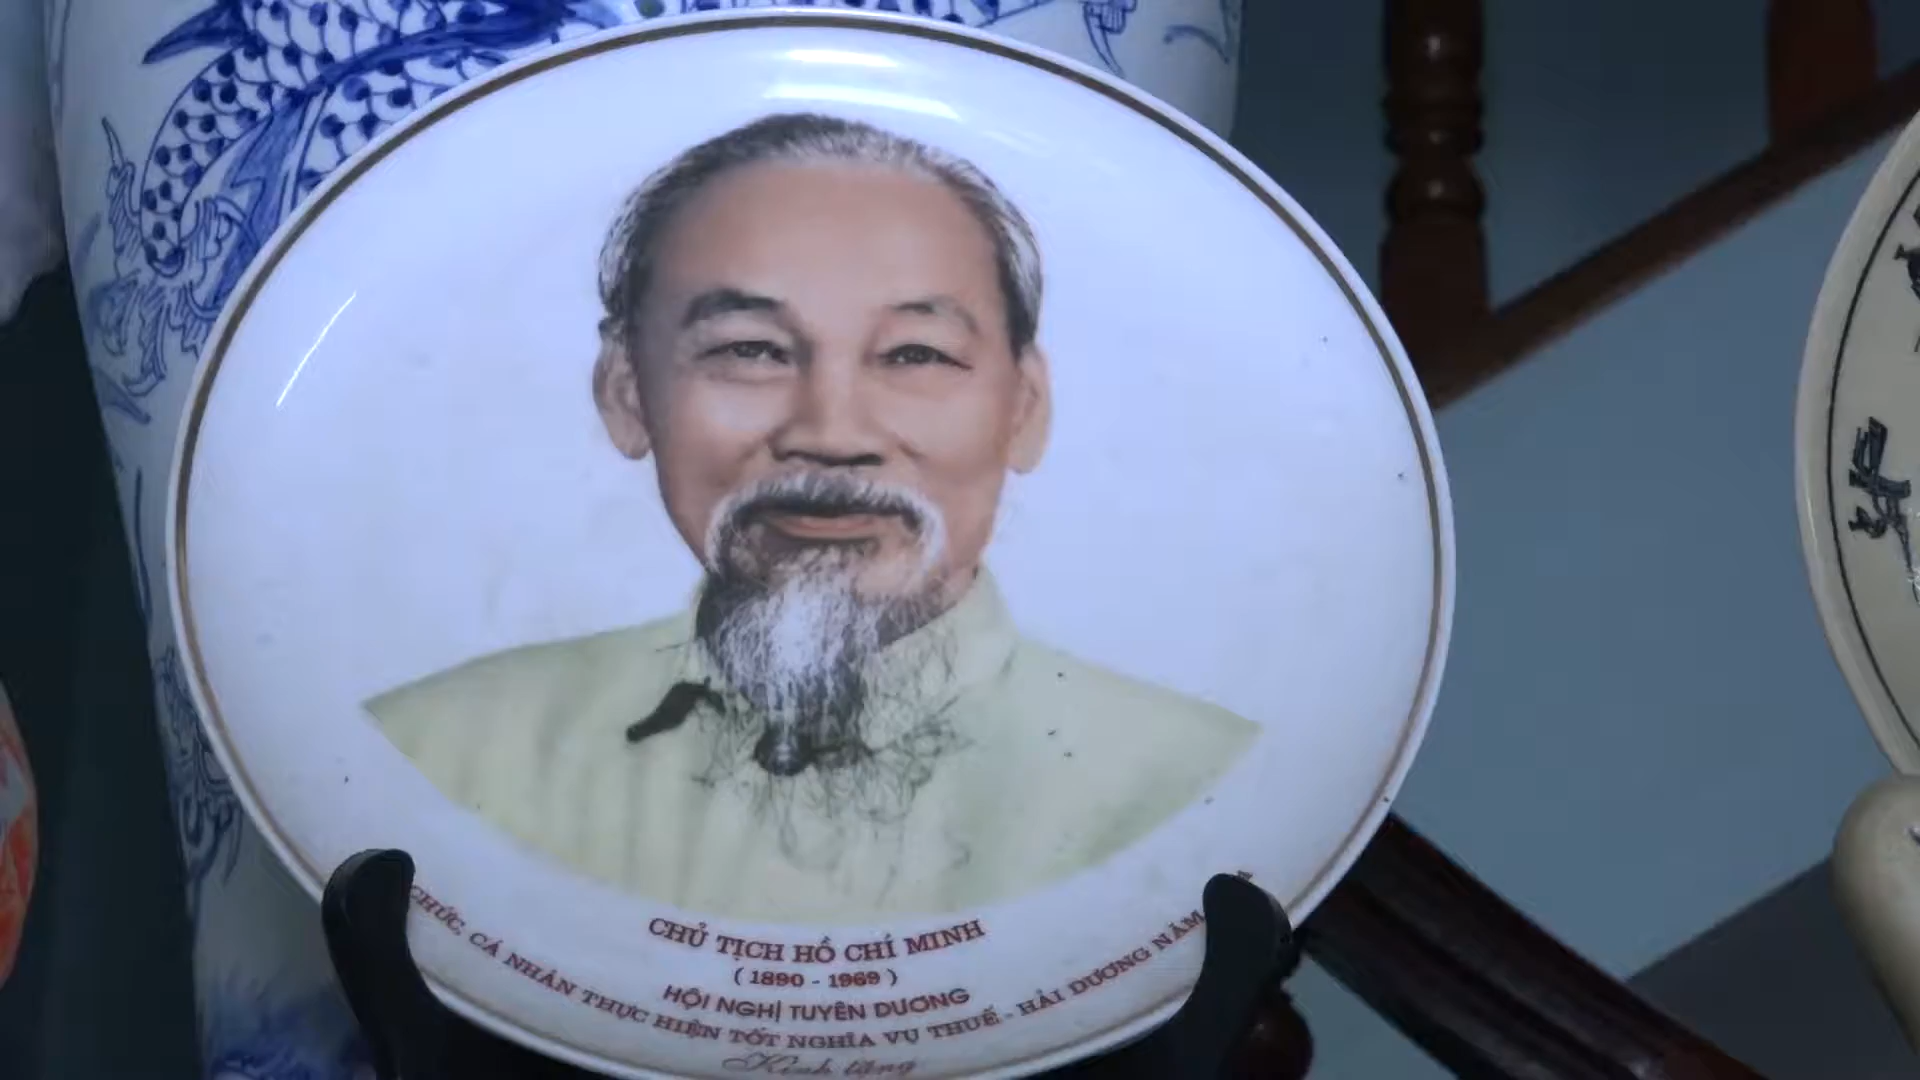 CHỦ TỊCH HỒ CHÍ MINH
( 1890 - 1969 )
HỘI NGHỊ TUYÊN DƯƠNG
CHỨC, CÁ NHÂN THỰC HIỆN TỐT NGHĨA VỤ THUẾ - HẢI DƯƠNG NĂM
Kính tặng